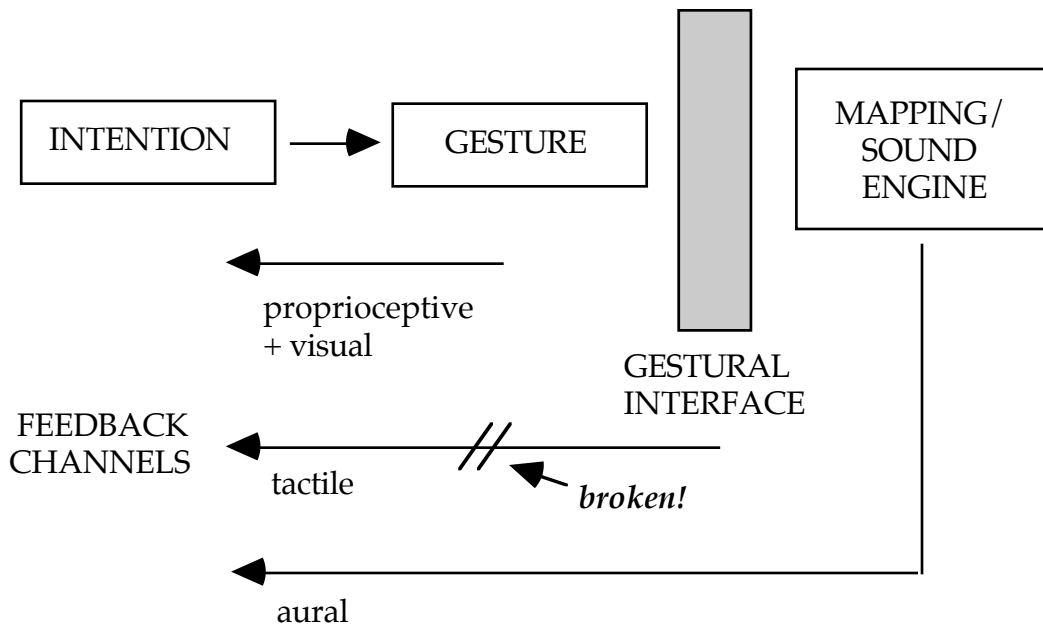 INTENTION
GESTURE
MAPPING/
SOUND
ENGINE
proprioceptive
+ visual
GESTURAL
INTERFACE
FEEDBACK
CHANNELS
tactile
broken!
aural